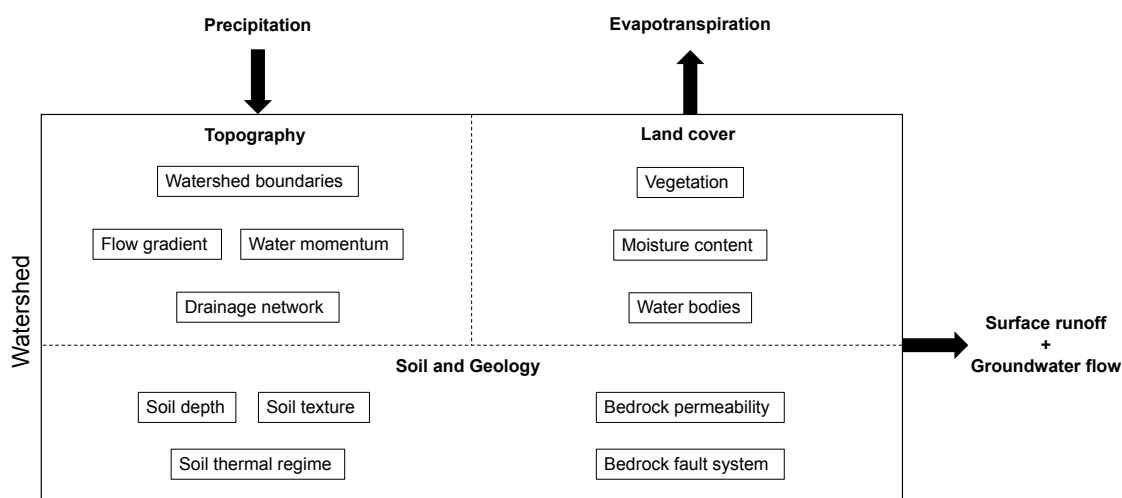 Precipitation
Evapotranspiration
Topography
Land cover
Watershed boundaries
Vegetation
Flow gradient
Water momentum
Moisture content
Drainage network
Water bodies
Watershed
Surface runoff
+
Groundwater flow
Soil and Geology
Soil depth
Soil texture
Bedrock permeability
Soil thermal regime
Bedrock fault system